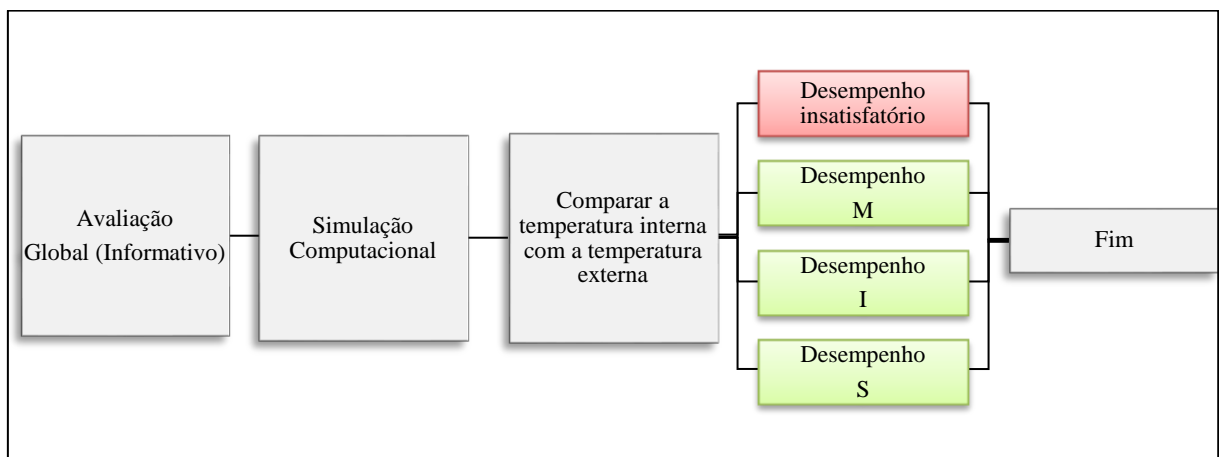 Avaliação
Global (Informativo)
Simulação
Computacional
Comparar a
temperatura interna
com a temperatura
externa
Desempenho
insatisfatório
Desempenho
M
Desempenho
I
Desempenho
S
Fim